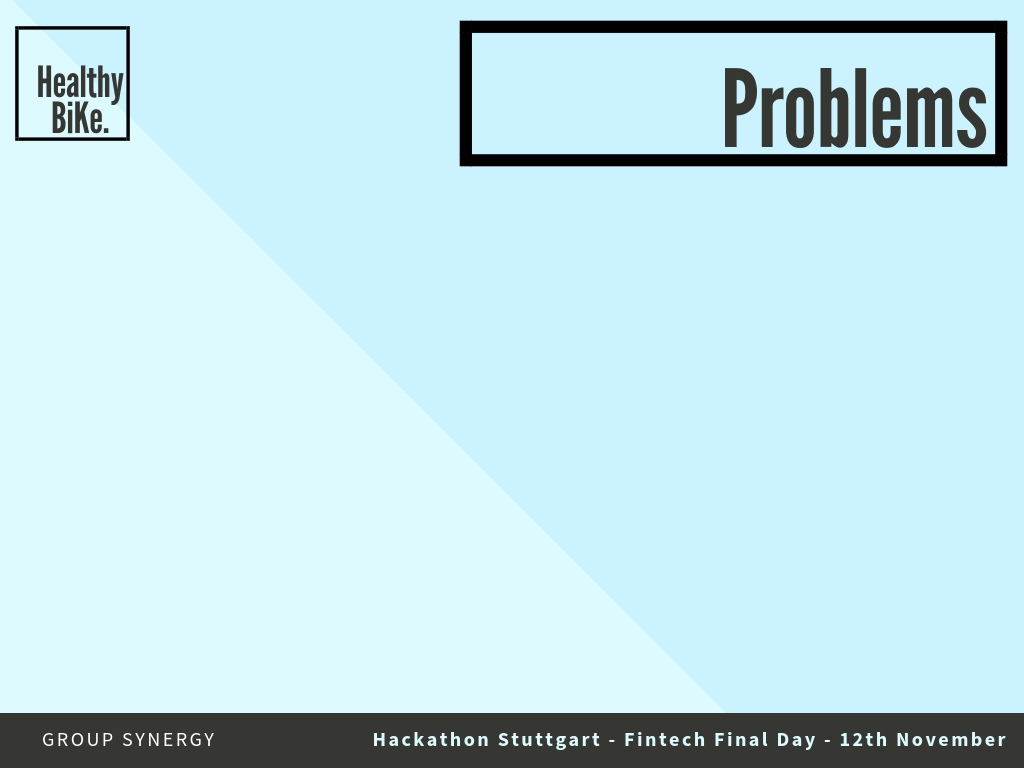 Healthy
BiKe.
Problems
GROUP SYNERGY
Hackathon Stuttgart - Fintech Final Day - 12th November